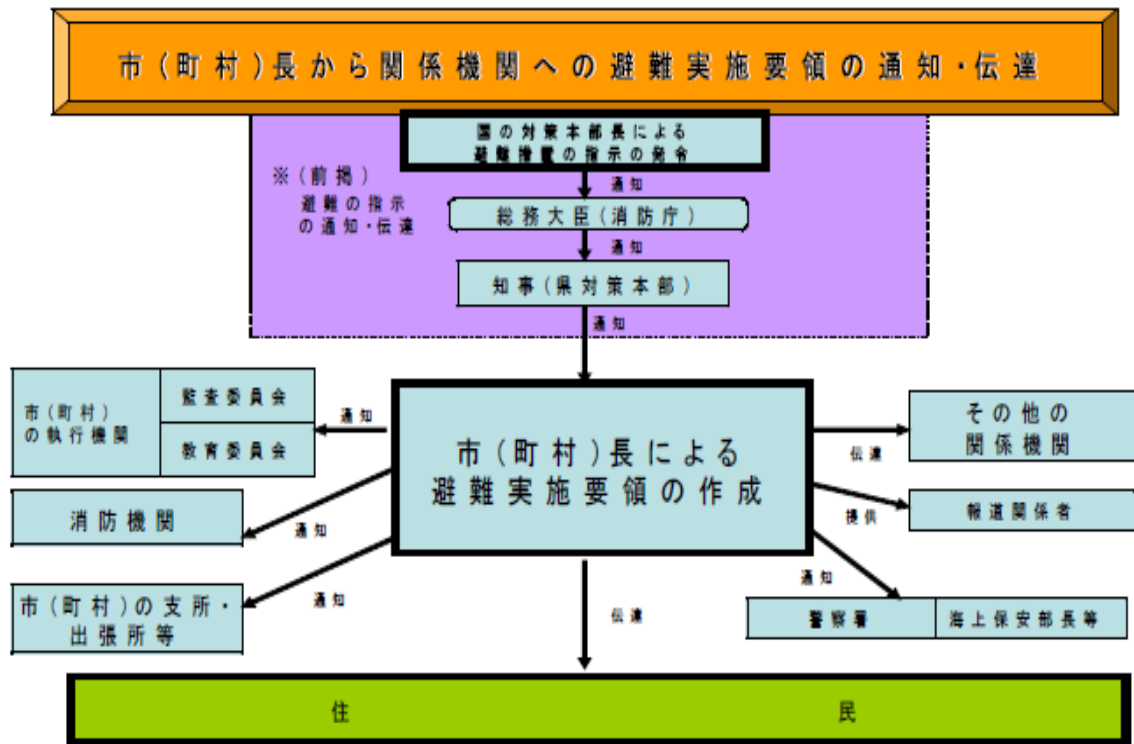 市(町村)長から関係機関への避難実施要領の通知・伝達
国の対策本部長による
避難措置の指示の発令
※(前掲)
避難の指示
の通知・伝達
通知
総務大臣(消防庁)
通知
知事(県対策本部)
通知
市(町村)
の執行機関
監査委員会
教育委員会
通知
市(町村)長による
避難実施要領の作成
その他の
関係機関
伝達
消防機関
通知
報道関係者
提供
市(町村)の支所・
出張所等
通知
伝達
通知
警察署
海上保安部長等
住民